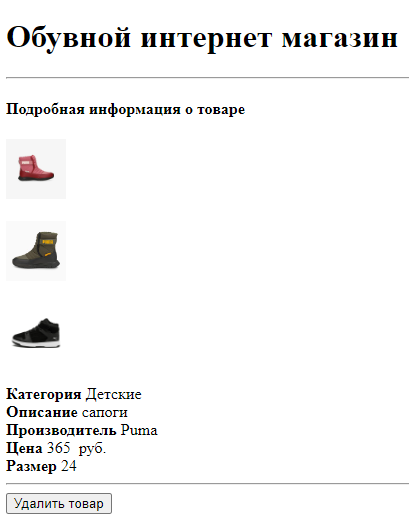 Обувной интернет магазин
Подробная информация о товаре
Категория Детские
Описание сапоги
Производитель Puma
Цена 365 руб.
Размер 24
Удалить товар